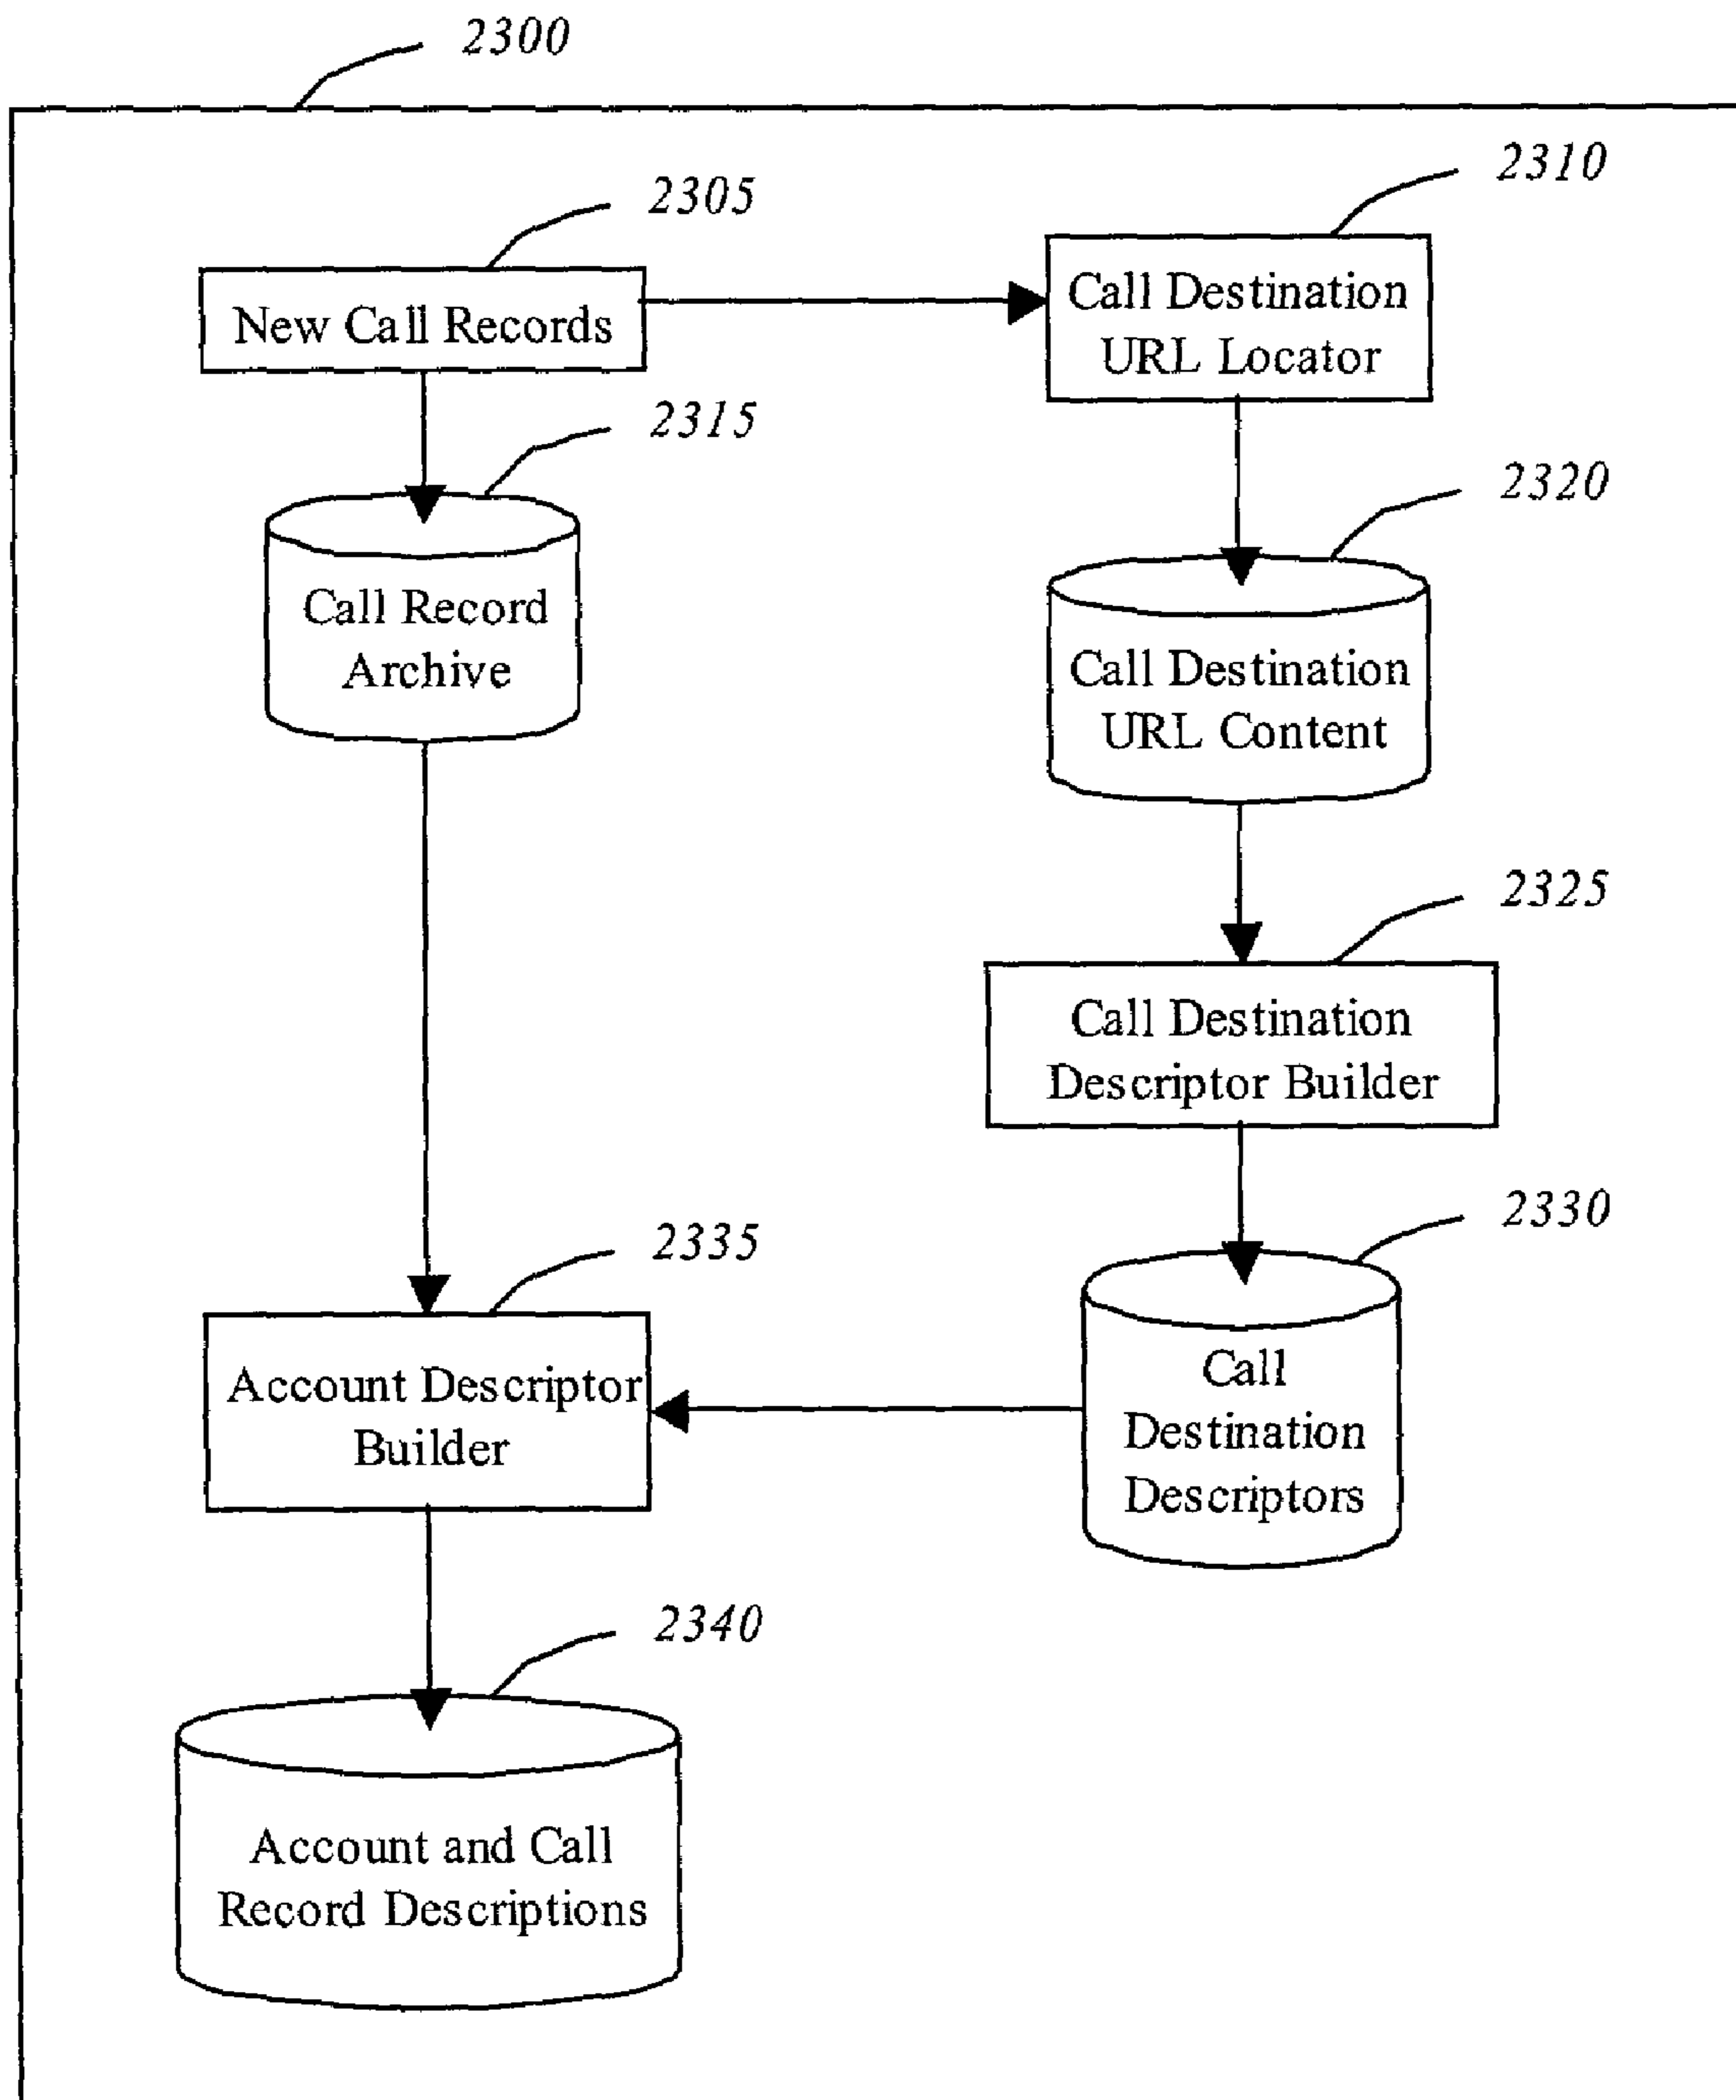 2300
2305
2310
New Call Records
Call Destination
URL Locator
2315
2320
Call Record
Archive
Call Destination
URL Content
2325
Call Destination
Descriptor Builder
2335
2330
Account Descriptor
Builder
Call
Destination
Descriptors
2340
Account and Call
Record Descriptions